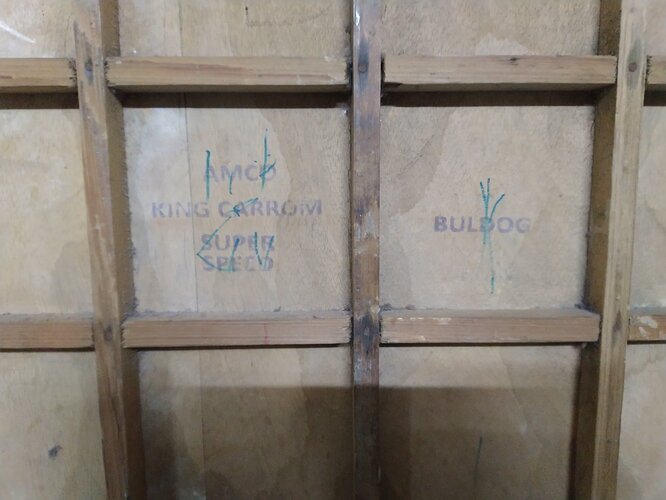 AMCO
KING CARROM
SUPER
SPEED
BULDOG